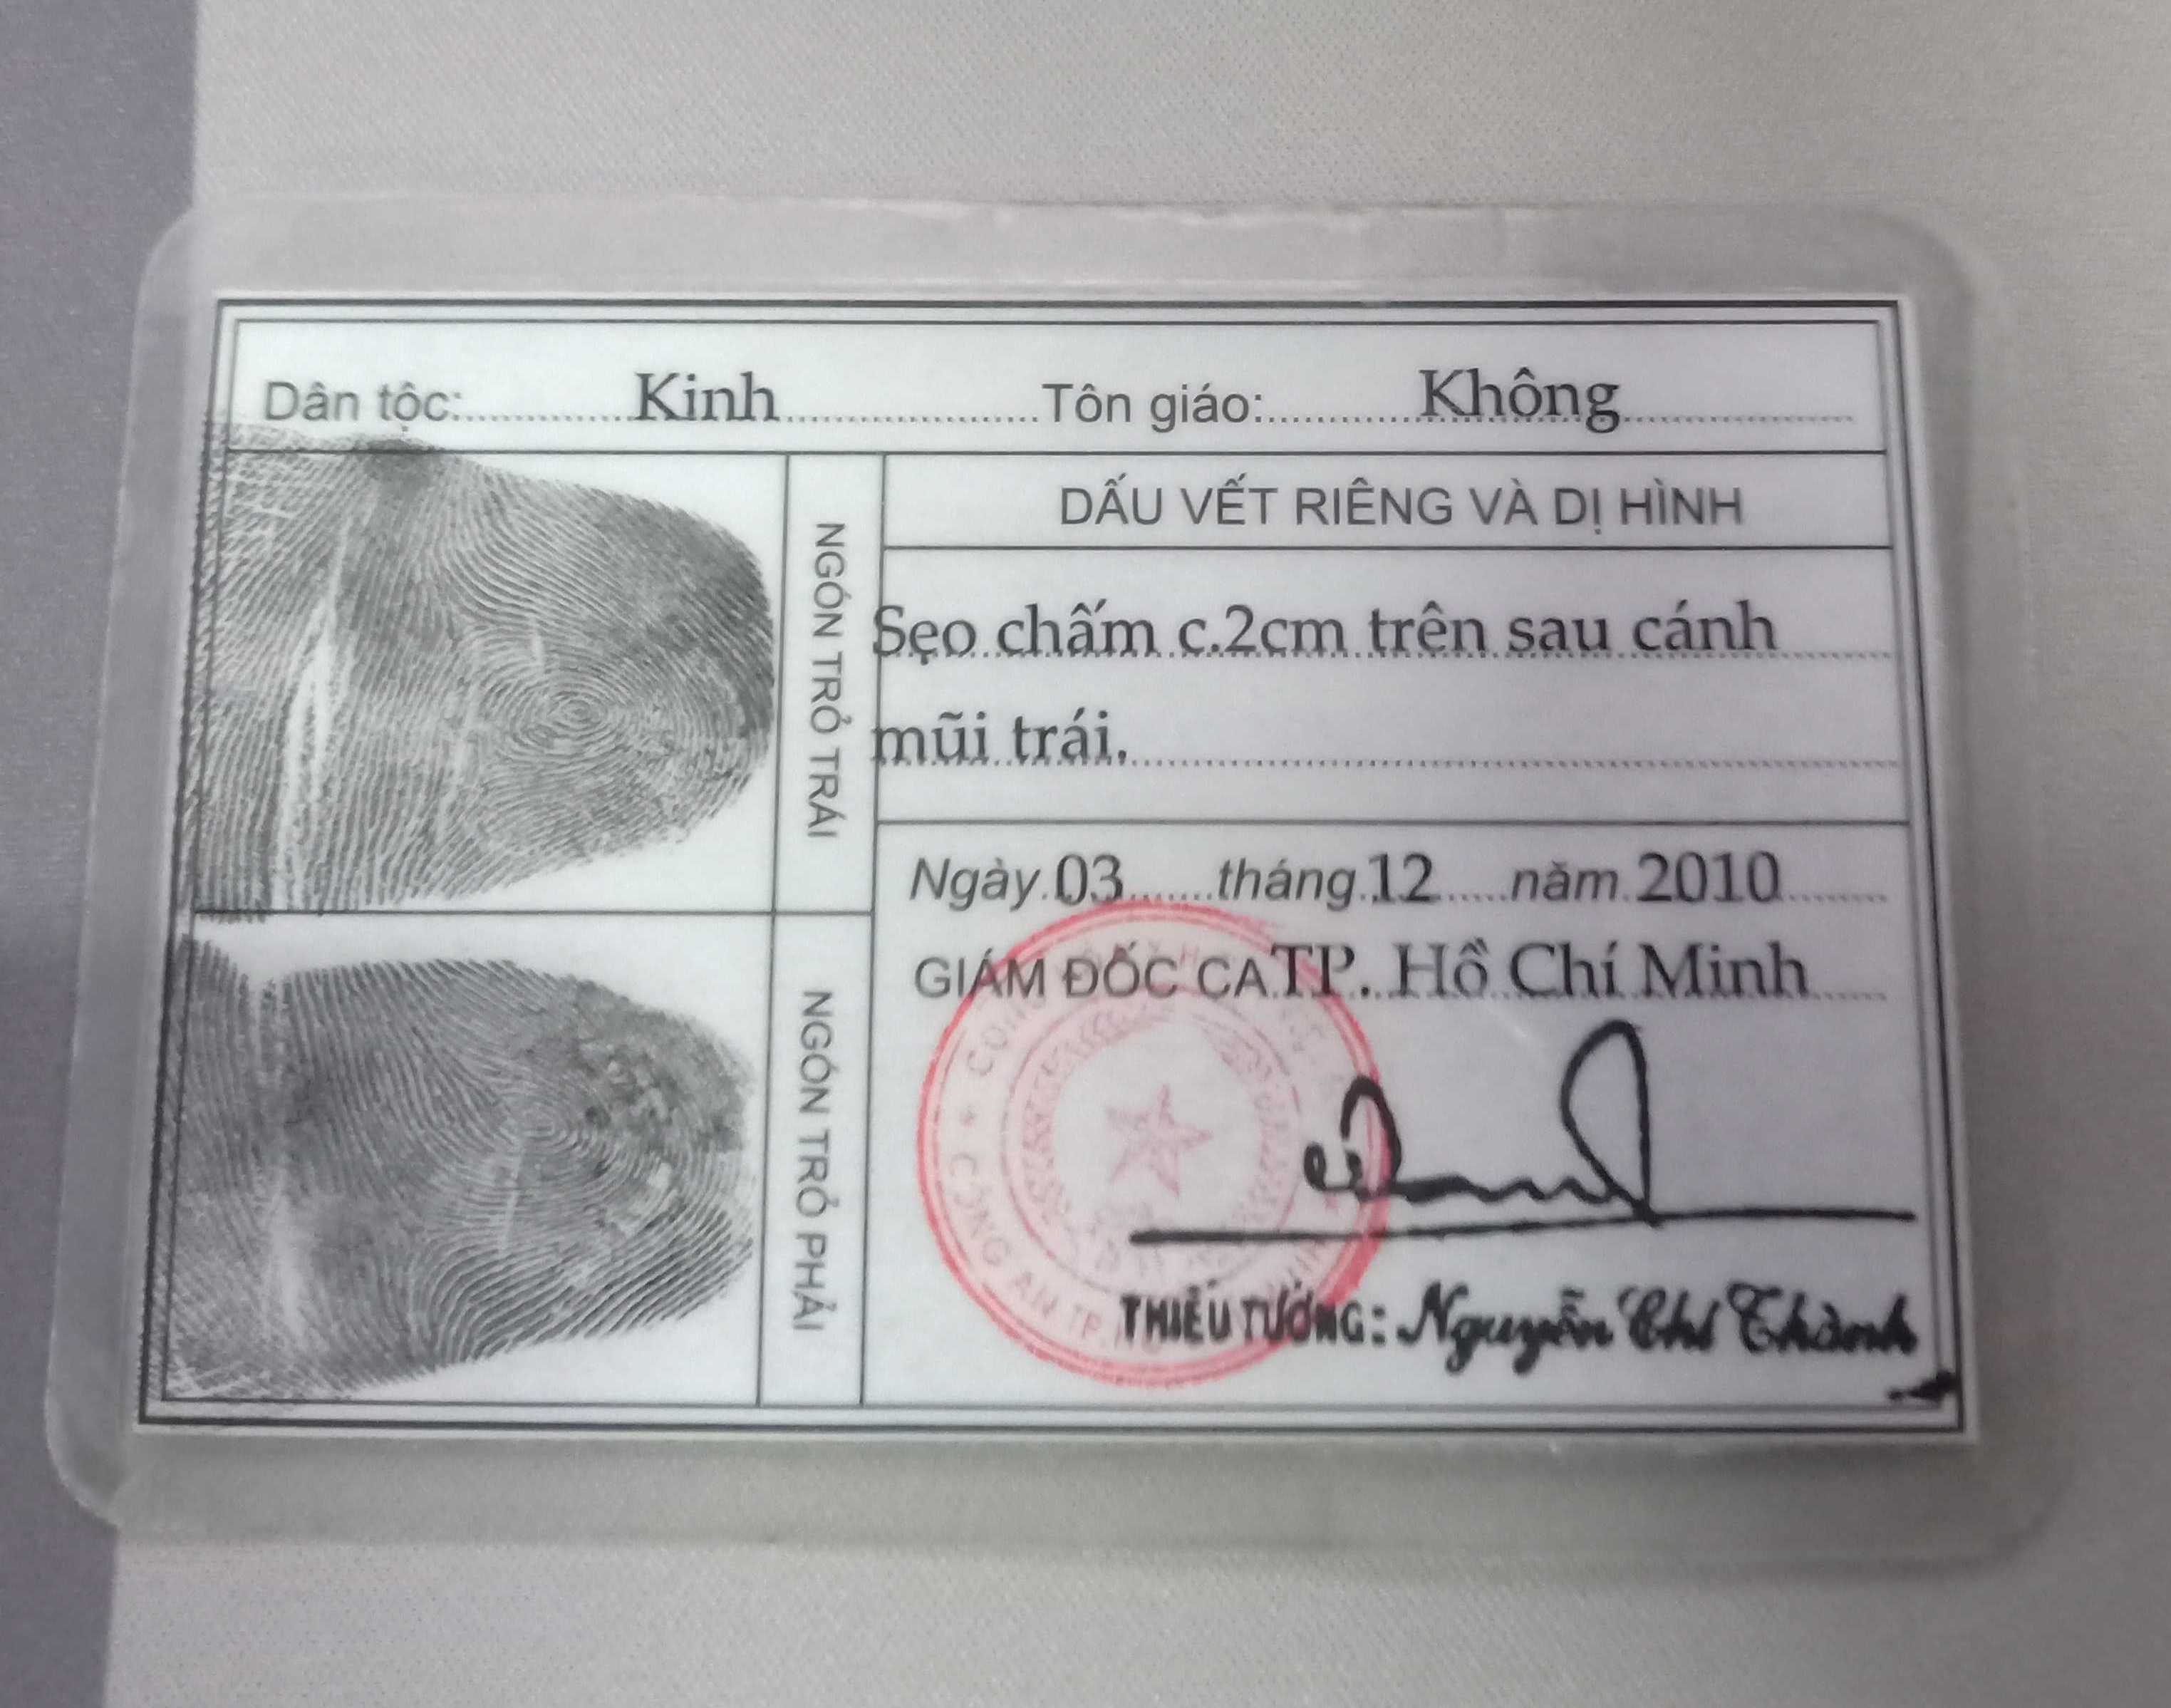 Dân tộc: Kinh Tôn giáo: Không
NGÓN TRỎ TRÁI
DẤU VẾT RIÊNG VÀ DỊ HÌNH
Sẹo chấm c.2cm trên sau cánh
mũi trái.
NGÓN TRỎ PHẢI
Ngày 03 tháng 12 năm 2010
GIÁM ĐỐC CA TP. Hồ Chí Minh
CÔNG AN TP.
THIẾU TƯỚNG: Nguyễn Chí Thành